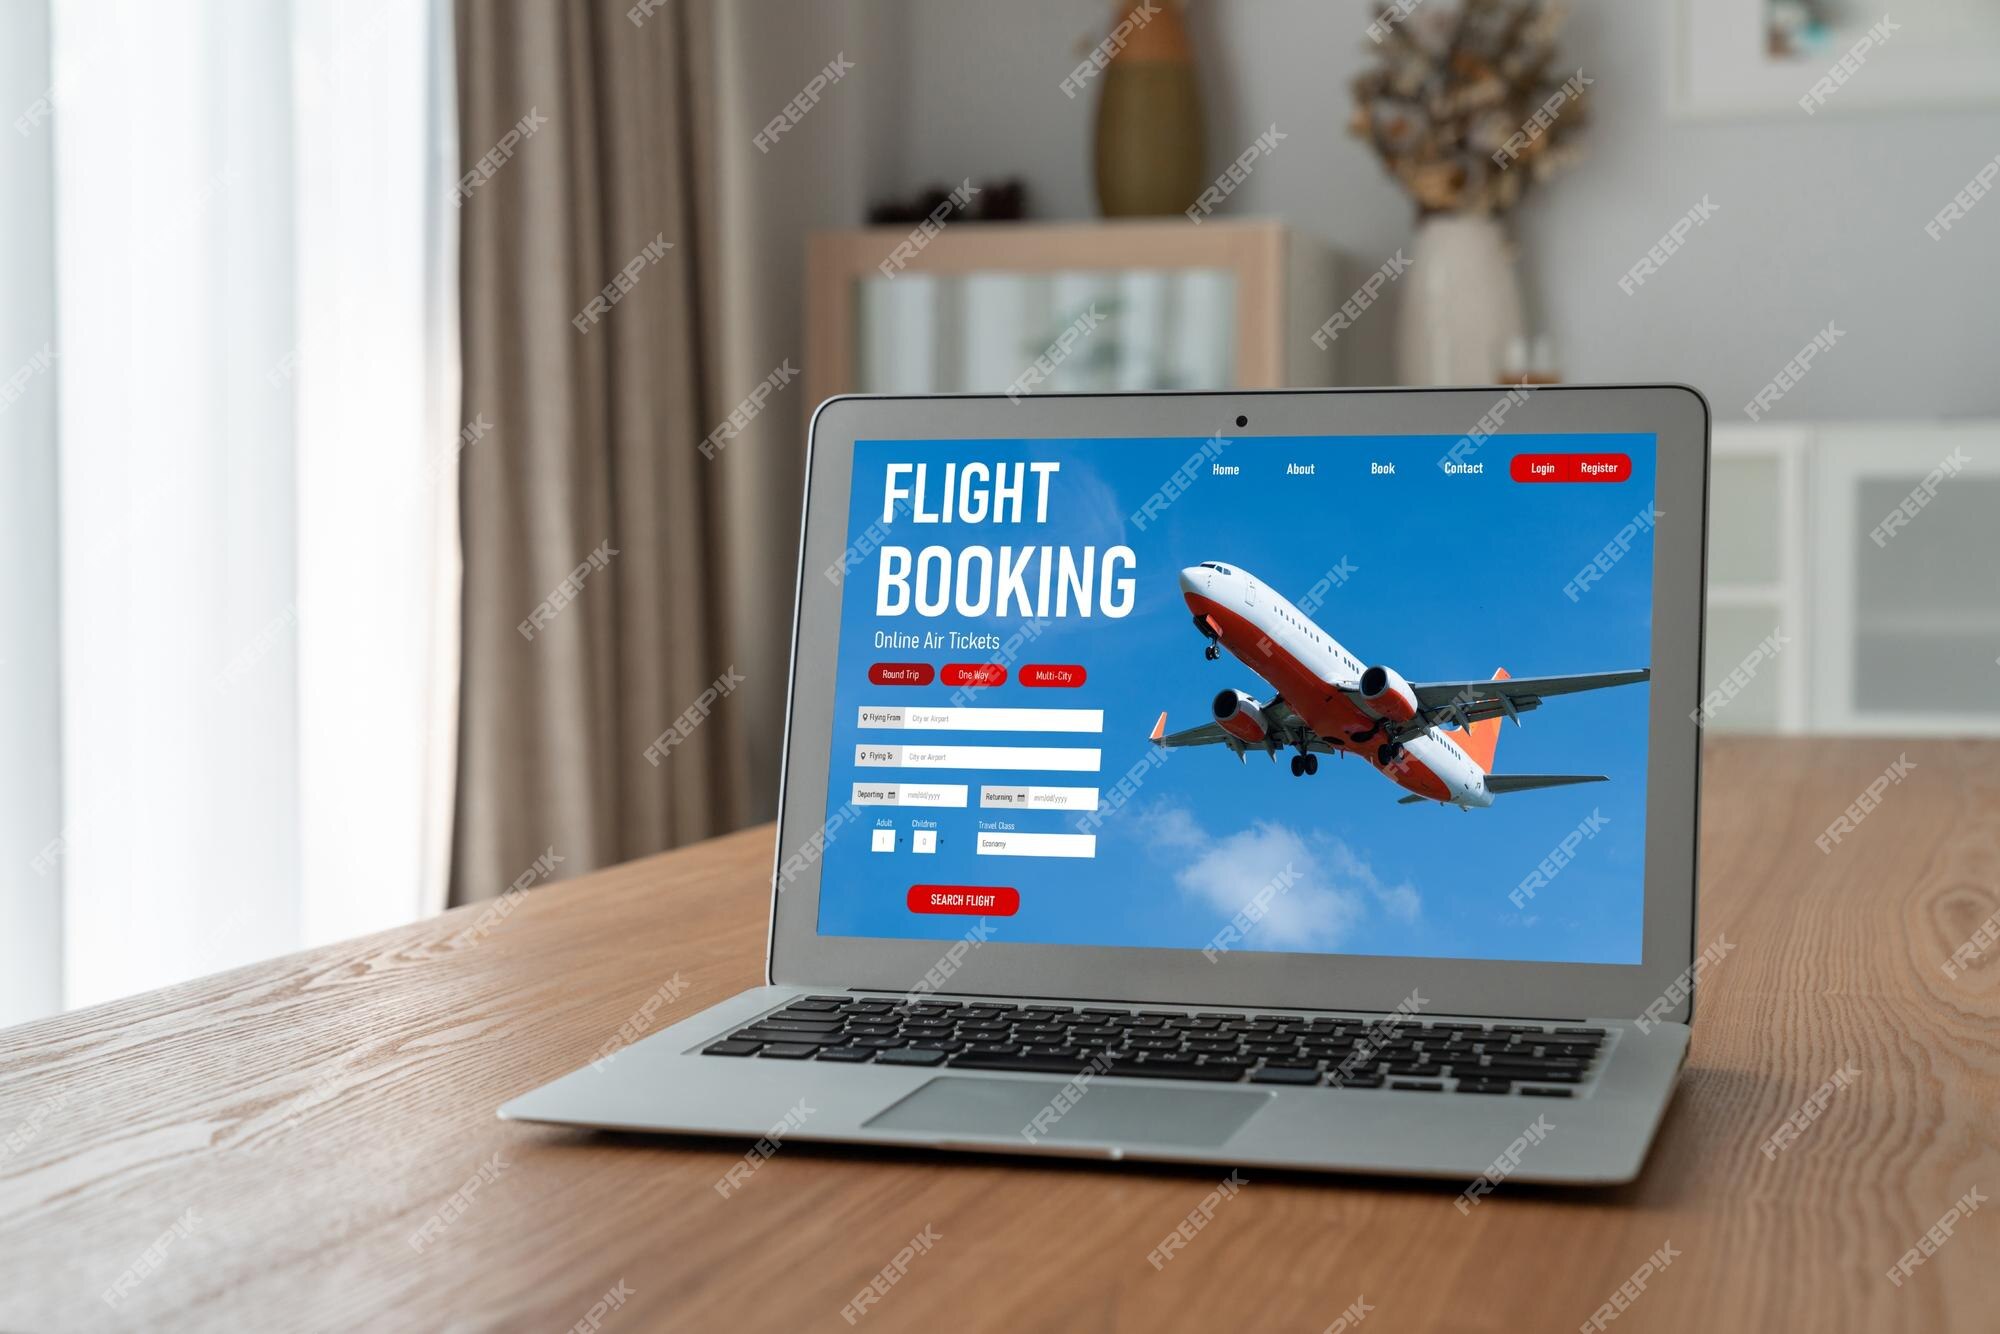 Home About Book Contact Login Register
FLIGHT
BOOKING
Online Air Tickets
Round Trip One Way Multi-City
Flying From City or Airport
Flying To City or Airport
Departing mm/dd/yyyy Returning mm/dd/yyyy
Adult Children Travel Class
1 0 Economy
SEARCH FLIGHT
FREEPIK